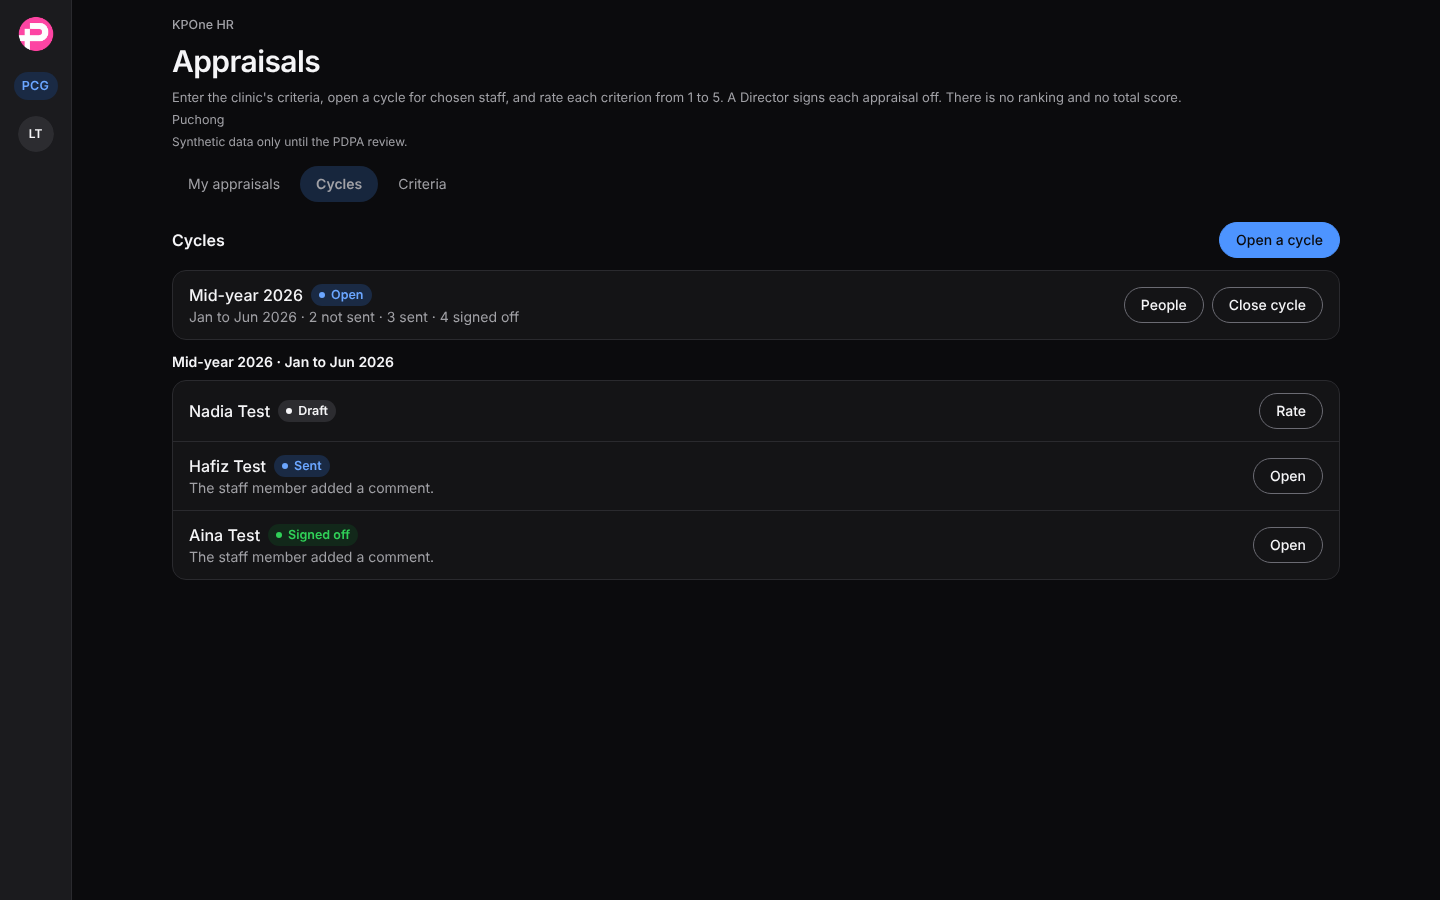 KPOne HR
PCG
LT
Appraisals
Enter the clinic's criteria, open a cycle for chosen staff, and rate each criterion from 1 to 5. A Director signs each appraisal off. There is no ranking and no total score.
Puchong
Synthetic data only until the PDPA review.
My appraisals Cycles Criteria
Cycles Open a cycle
Mid-year 2026 Open
Jan to Jun 2026 · 2 not sent · 3 sent · 4 signed off
People Close cycle
Mid-year 2026 · Jan to Jun 2026
Nadia Test Draft Rate
Hafiz Test Sent
The staff member added a comment.
Open
Aina Test Signed off
The staff member added a comment.
Open